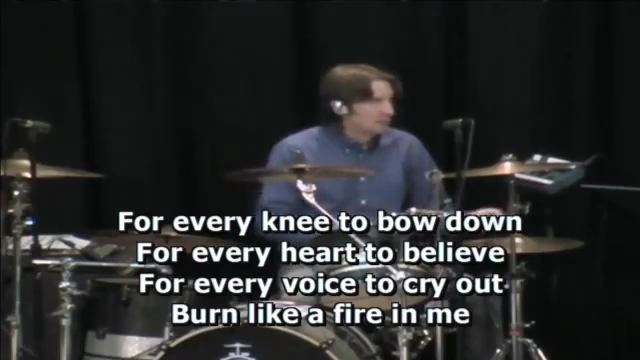 For every knee to bow down
For every heart to believe
For every voice to cry out
Burn like a fire in me